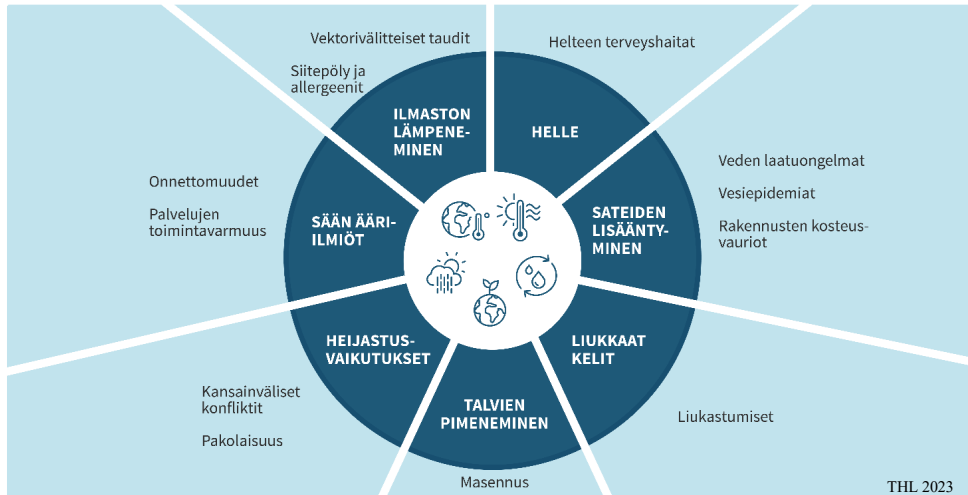 Vektorivälitteiset taudit
Siitepöly ja
allergeenit
ILMASTON
LÄMPENE-
MINEN
Helteen terveyshaitat
HELLE
Veden laatuongelmat
Vesiepidemiat
Rakennusten kosteus-
vauriot
SATEIDEN
LISÄÄNTY-
MINEN
Onnettomuudet
Palvelujen
toimintavarmuus
SÄÄN ÄÄRI-
ILMIÖT
HEIJASTUS-
VAIKUTUKSET
Kansainväliset
konfliktit
Pakolaisuus
LIUKKAAT
KELIT
Liukastumiset
TALVIEN
PIMENEMINEN
Masennus
THL 2023